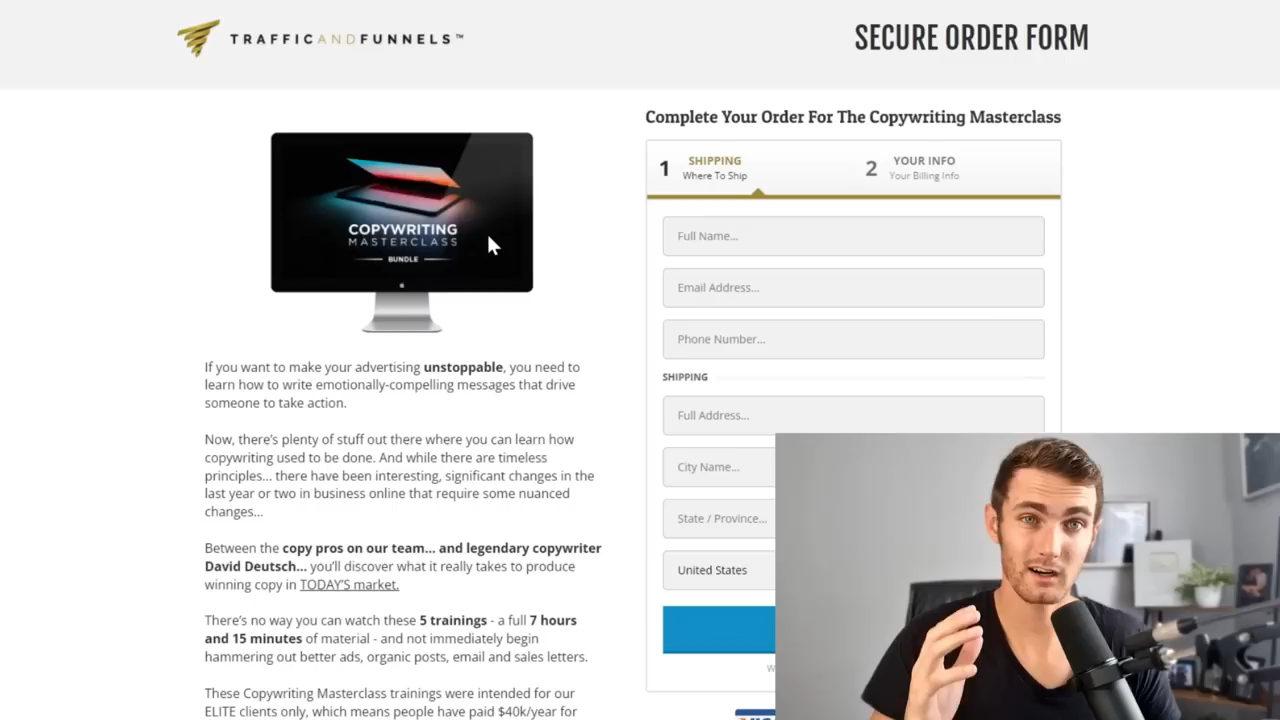 TRAFFICANDFUNNELS™
SECURE ORDER FORM
COPYWRITING
MASTERCLASS
BUNDLE
If you want to make your advertising unstoppable, you need to
learn how to write emotionally-compelling messages that drive
someone to take action.
Now, there's plenty of stuff out there where you can learn how
copywriting used to be done. And while there are timeless
principles... there have been interesting, significant changes in the
last year or two in business online that require some nuanced
changes...
Between the copy pros on our team... and legendary copywriter
David Deutsch... you'll discover what it really takes to produce
winning copy in TODAY'S market.
There's no way you can watch these 5 trainings - a full 7 hours
and 15 minutes of material - and not immediately begin
hammering out better ads, organic posts, email and sales letters.
These Copywriting Masterclass trainings were intended for our
ELITE clients only, which means people have paid $40k/year for
Complete Your Order For The Copywriting Masterclass
1 SHIPPING
Where To Ship
2 YOUR INFO
Your Billing Info
Full Name...
Email Address...
Phone Number...
SHIPPING
Full Address...
City Name...
State / Province...
United States